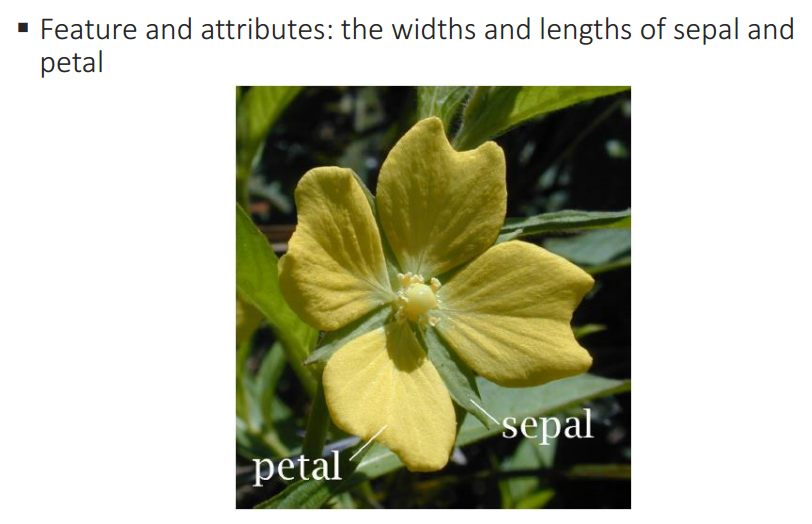 ▪ Feature and attributes: the widths and lengths of sepal and
petal
sepal
petal